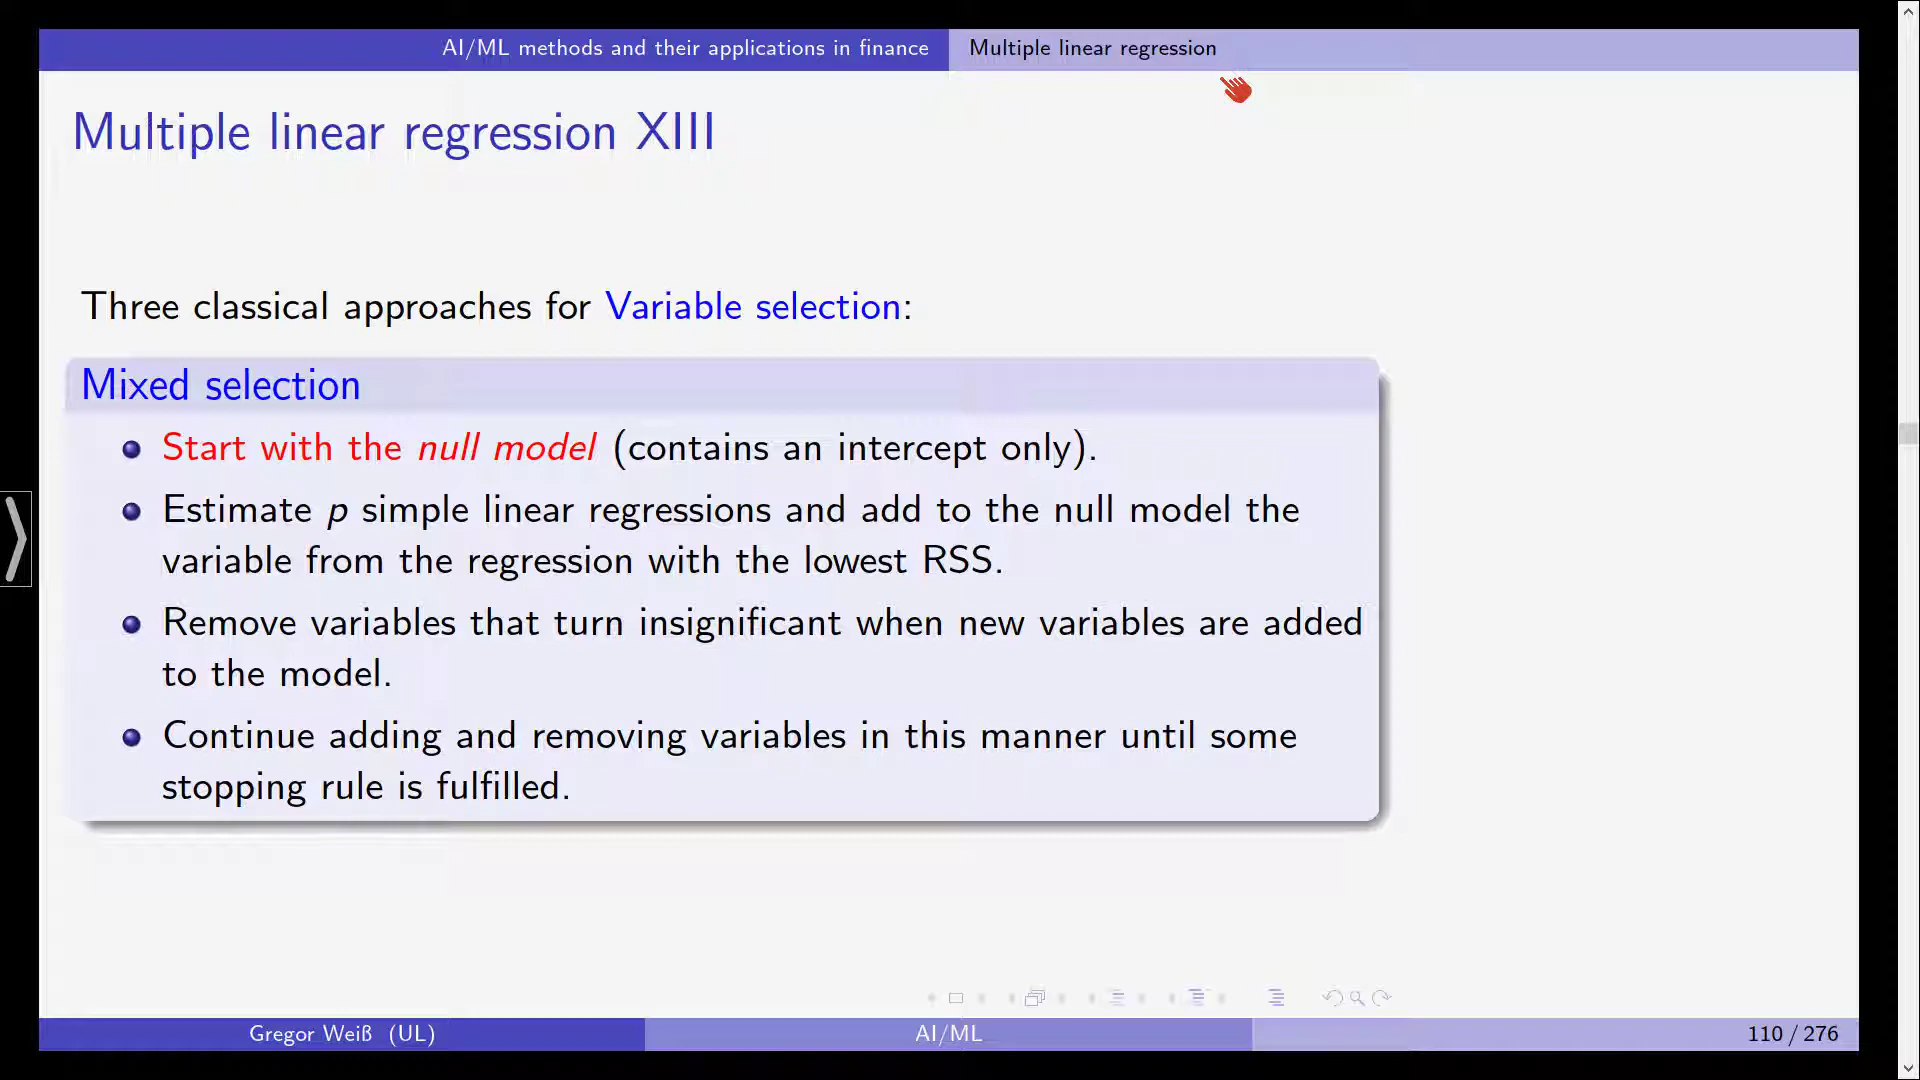 AI/ML methods and their applications in finance
Multiple linear regression
Multiple linear regression XIII
Three classical approaches for Variable selection:
Mixed selection
Start with the null model (contains an intercept only).
Estimate p simple linear regressions and add to the null model the
variable from the regression with the lowest RSS.
Remove variables that turn insignificant when new variables are added
to the model.
Continue adding and removing variables in this manner until some
stopping rule is fulfilled.
Gregor Weiß (UL)
AI/ML
110 / 276